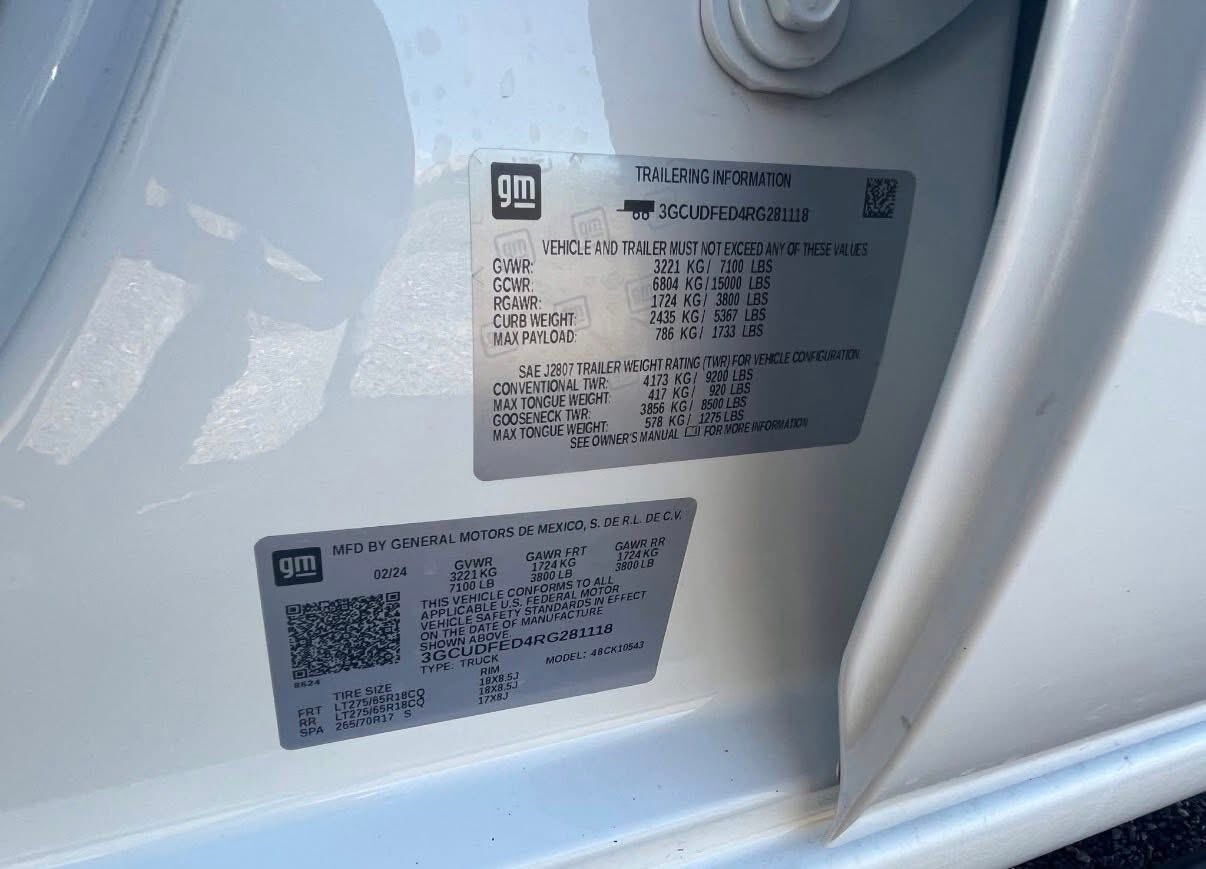 gm
TRAILERING INFORMATION
3GCUDFED4RG281118
VEHICLE AND TRAILER MUST NOT EXCEED ANY OF THESE VALUES
GVWR: 3221 KG/ 7100 LBS
GCWR: 6804 KG/15000 LBS
RGAWR: 1724 KG/ 3800 LBS
CURB WEIGHT: 2435 KG/ 5367 LBS
MAX PAYLOAD: 786 KG/ 1733 LBS
SAE J2807 TRAILER WEIGHT RATING (TWR) FOR VEHICLE CONFIGURATION.
CONVENTIONAL TWR: 4173 KG/ 9200 LBS
MAX TONGUE WEIGHT: 417 KG/ 920 LBS
GOOSENECK TWR: 3856 KG/ 8500 LBS
MAX TONGUE WEIGHT: 578 KG/ 1275 LBS
SEE OWNER'S MANUAL FOR MORE INFORMATION
gm
MFD BY GENERAL MOTORS DE MEXICO, S. DE R.L. DE C.V.
02/24 GVWR GAWR FRT GAWR RR
3221 KG 1724 KG 1724 KG
7100 LB 3800 LB 3800 LB
THIS VEHICLE CONFORMS TO ALL
APPLICABLE U.S. FEDERAL MOTOR
VEHICLE SAFETY STANDARDS IN EFFECT
ON THE DATE OF MANUFACTURE
SHOWN ABOVE.
3GCUDFED4RG281118
TYPE: TRUCK MODEL: 48CK10543
8624
TIRE SIZE RIM
FRT LT275/65R18CQ 18X8.5J
RR LT275/65R18CQ 18X8.5J
SPA 265/70R17 S 17X8J